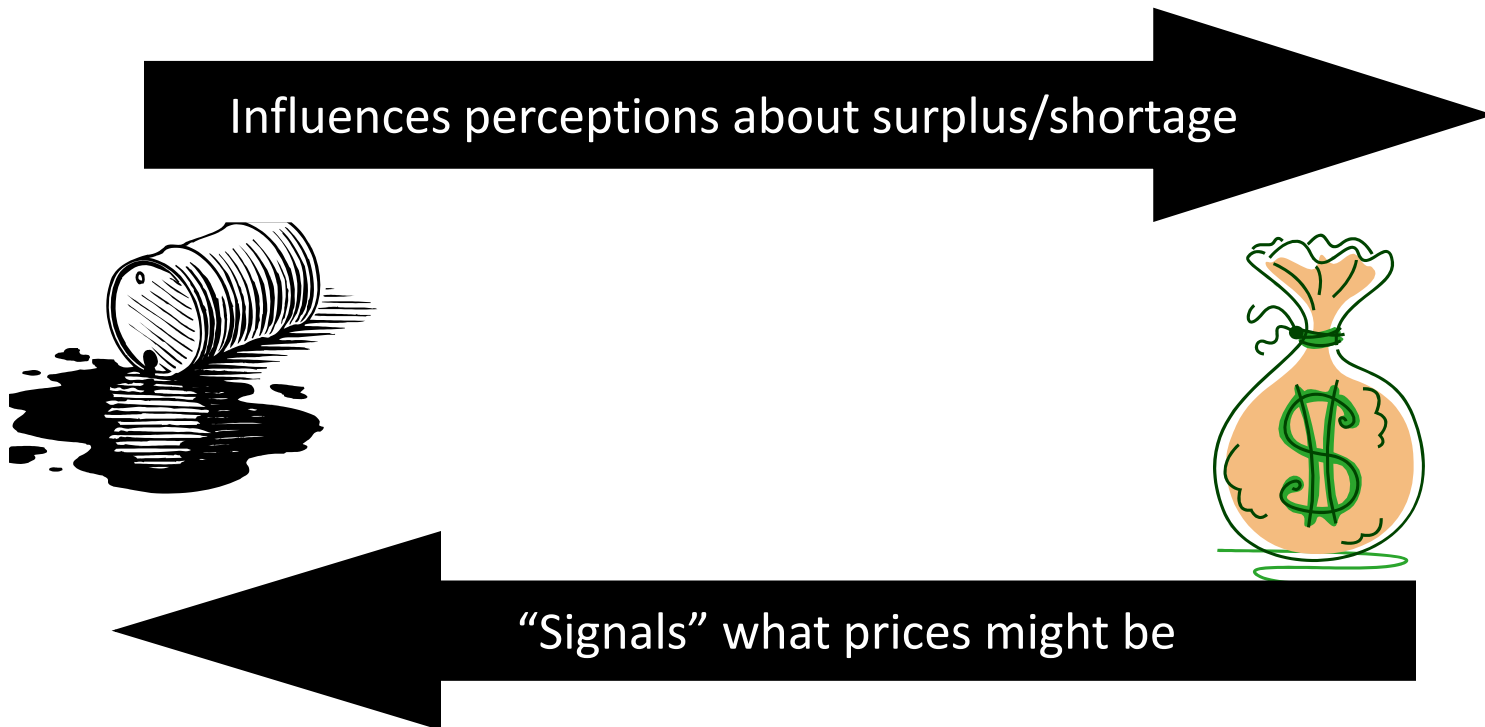 Influences perceptions about surplus/shortage
$
“Signals” what prices might be